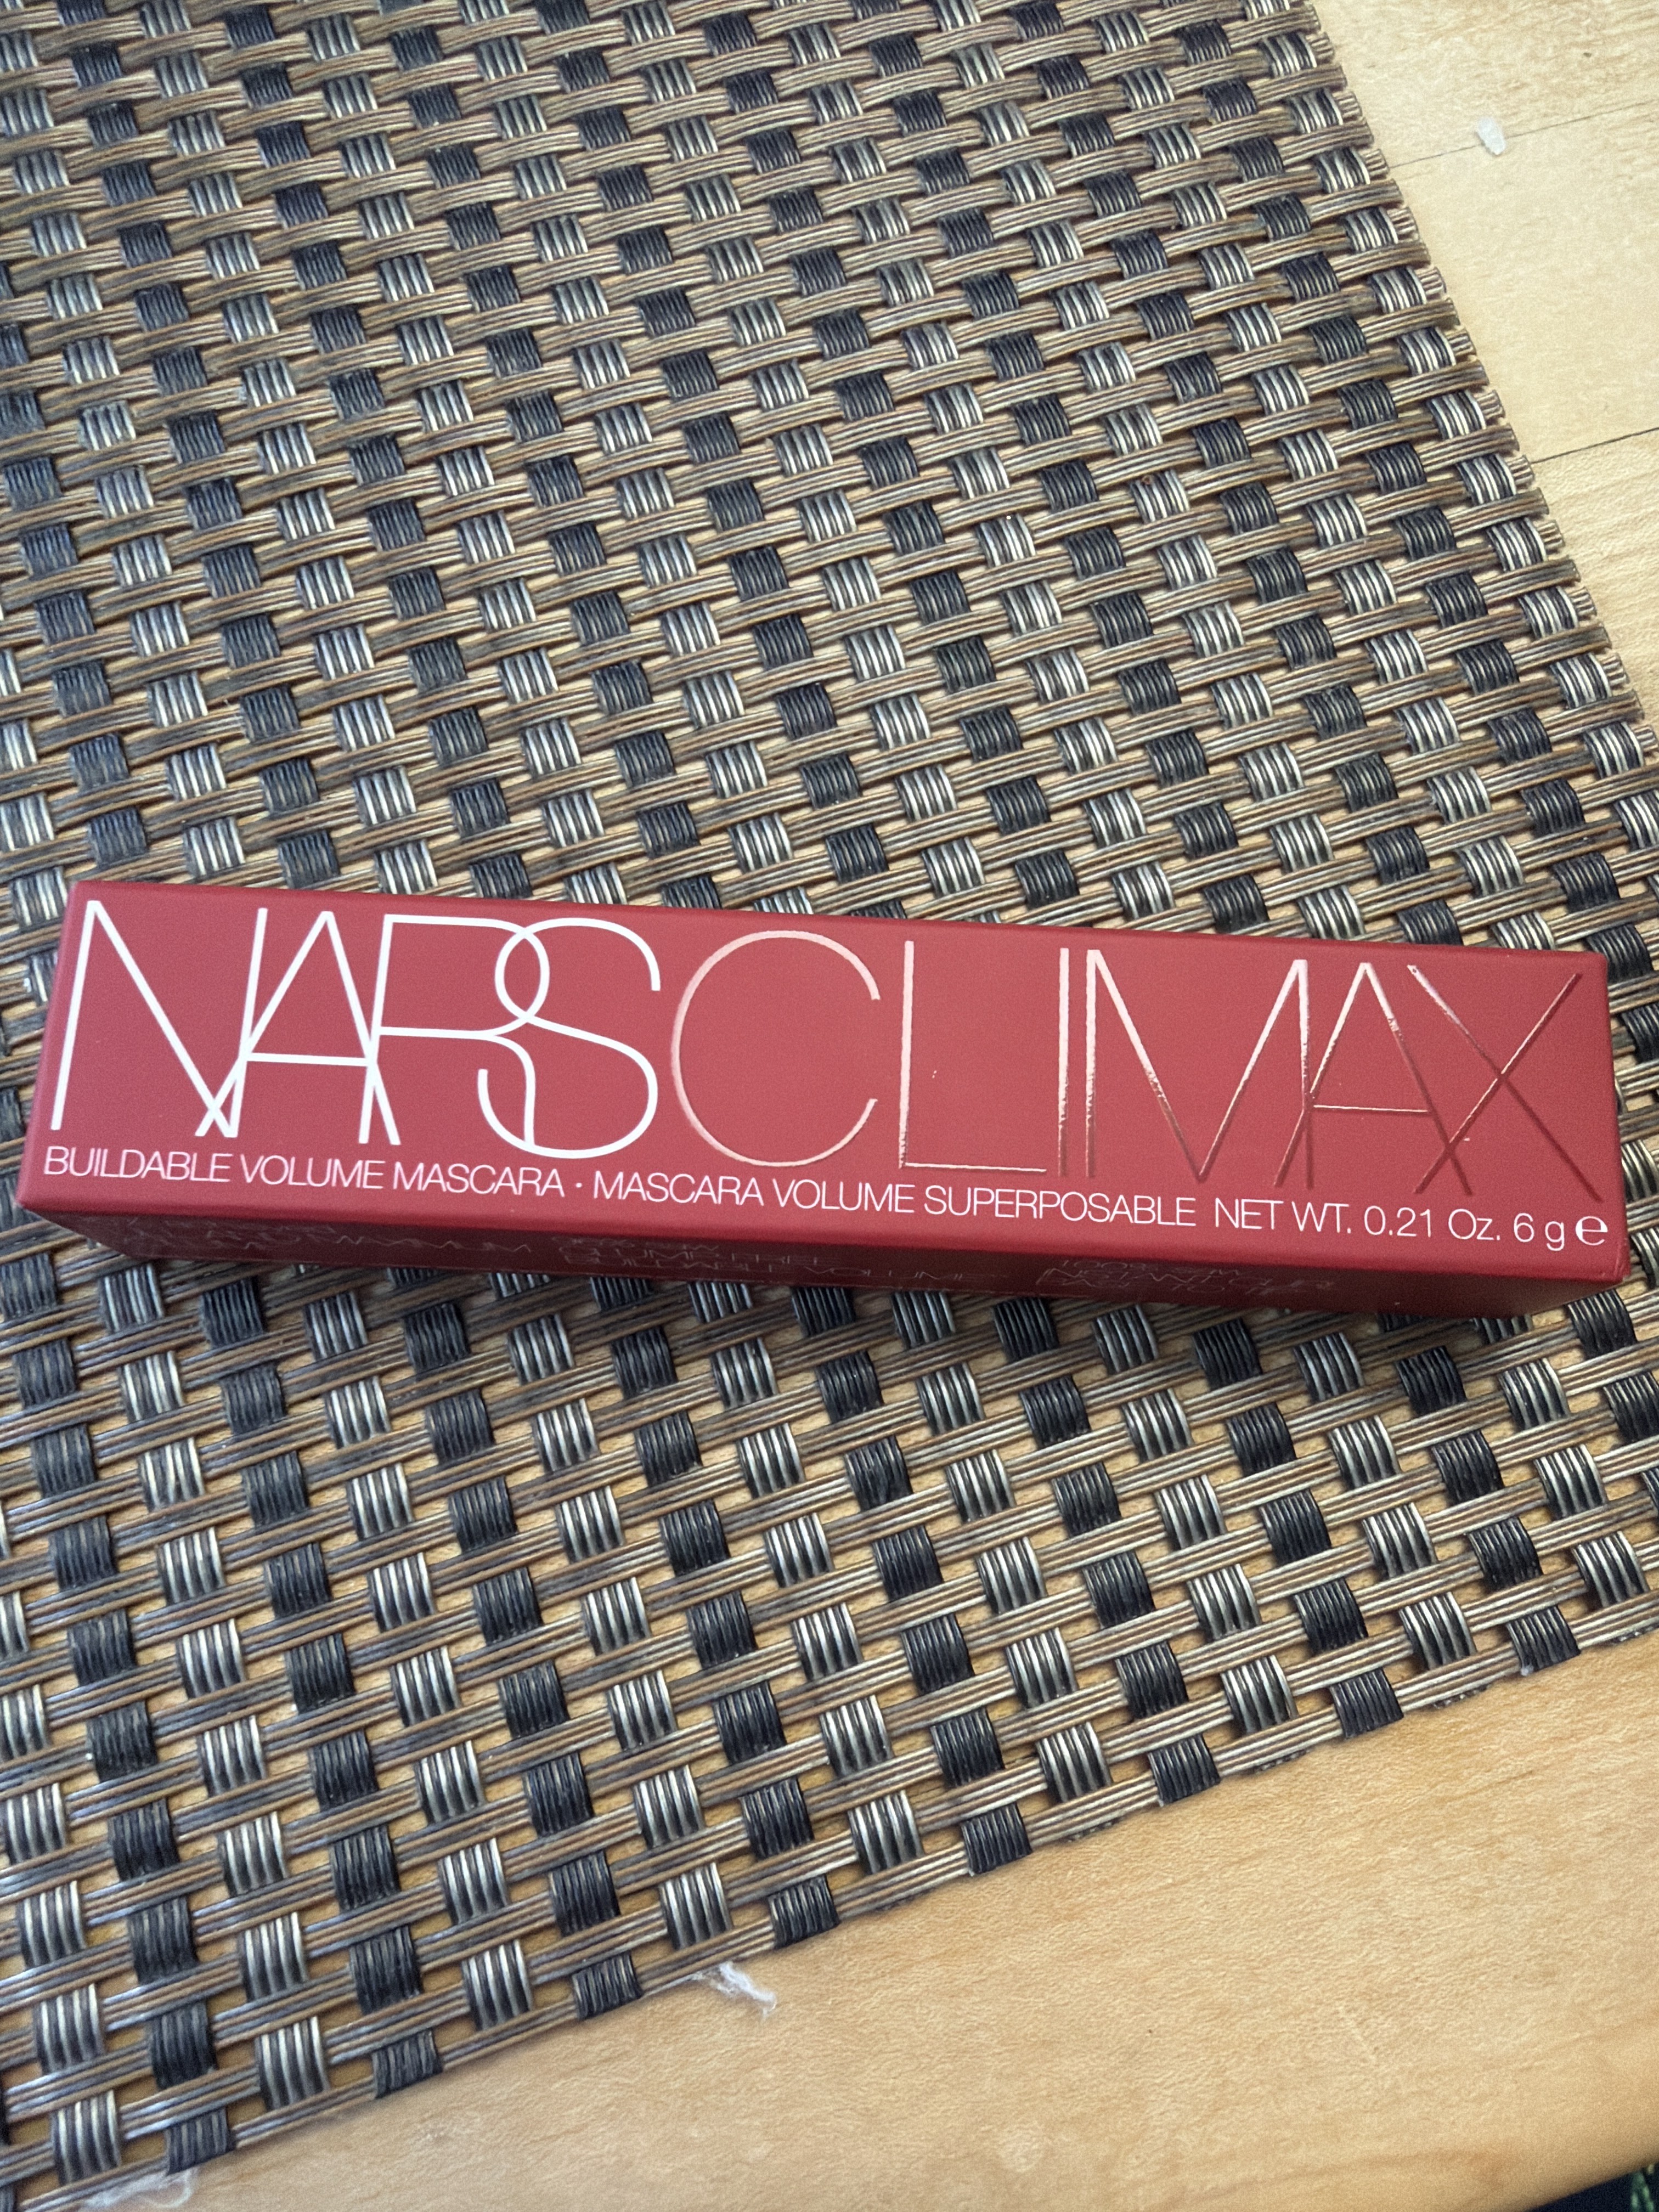 NARS CLIMAX
BUILDABLE VOLUME MASCARA • MASCARA VOLUME SUPERPOSABLE NET WT. 0.21 Oz. 6 g ℮